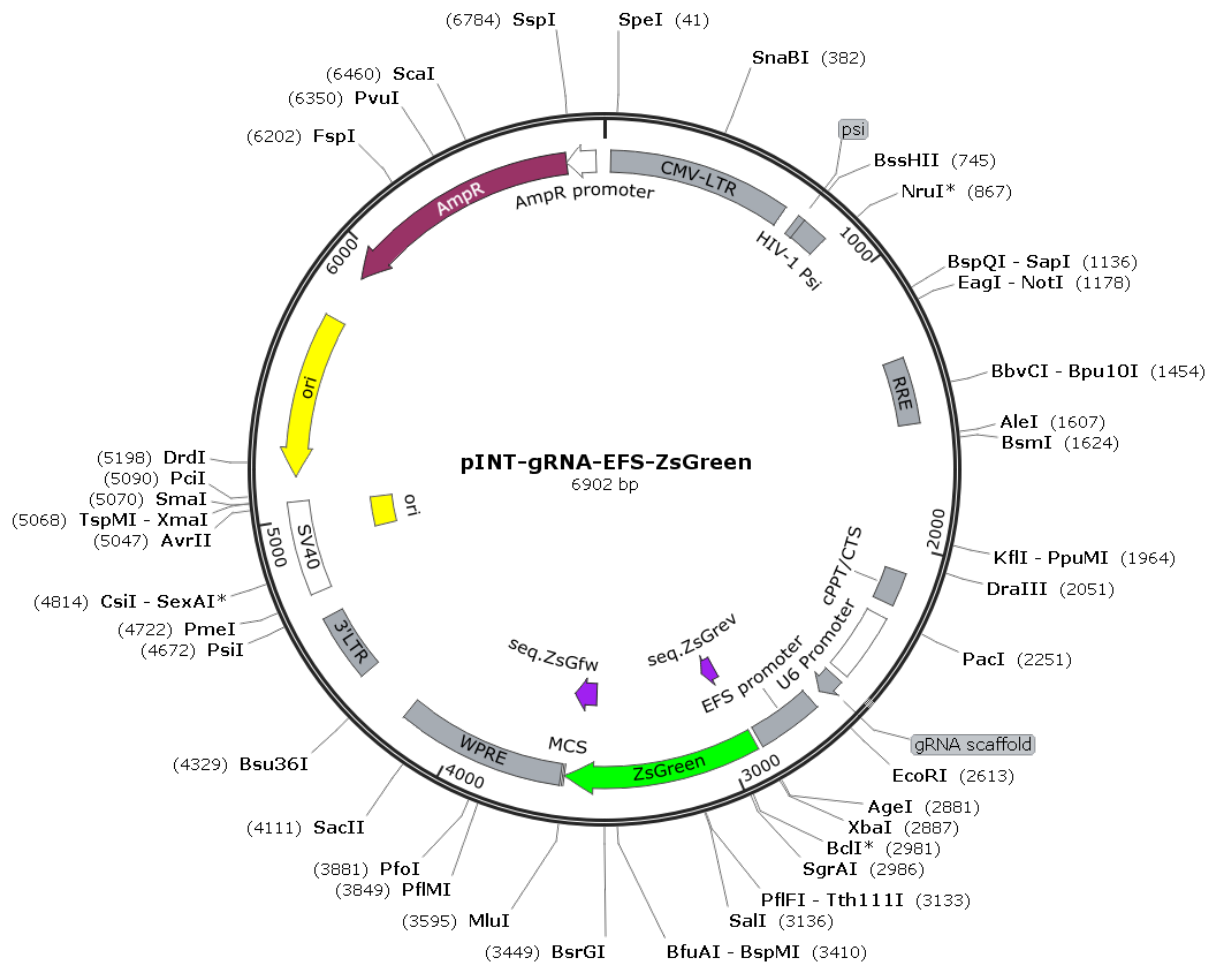 (6784) SspI
SpeI (41)
SnaBI (382)
(6460) ScaI
(6350) PvuI
(6202) FspI
psi
BssHII (745)
NruI* (867)
CMV-LTR
AmpR
AmpR promoter
HIV-1 Psi
1000
6000
BspQI - SapI (1136)
EagI - NotI (1178)
BbvCI - Bpu10I (1454)
RRE
ori
AleI (1607)
BsmI (1624)
(5198) DrdI
(5090) PciI
(5070) SmaI
(5068) TspMI - XmaI
(5047) AvrII
pINT-gRNA-EFS-ZsGreen
6902 bp
ori
5000
SV40
2000
KflI - PpuMI (1964)
DraIII (2051)
cPPT/CTS
(4814) CsiI - SexAI*
(4722) PmeI
(4672) PsiI
3'LTR
seq.ZsGfw
seq.ZsGrev
EFS promoter
U6 Promoter
PacI (2251)
gRNA scaffold
EcoRI (2613)
WPRE
MCS
ZsGreen
3000
4000
(4329) Bsu36I
AgeI (2881)
XbaI (2887)
BclI* (2981)
SgrAI (2986)
(4111) SacII
(3881) PfoI
(3849) PflMI
(3595) MluI
(3449) BsrGI
PflFI - Tth111I (3133)
SalI (3136)
BfuAI - BspMI (3410)